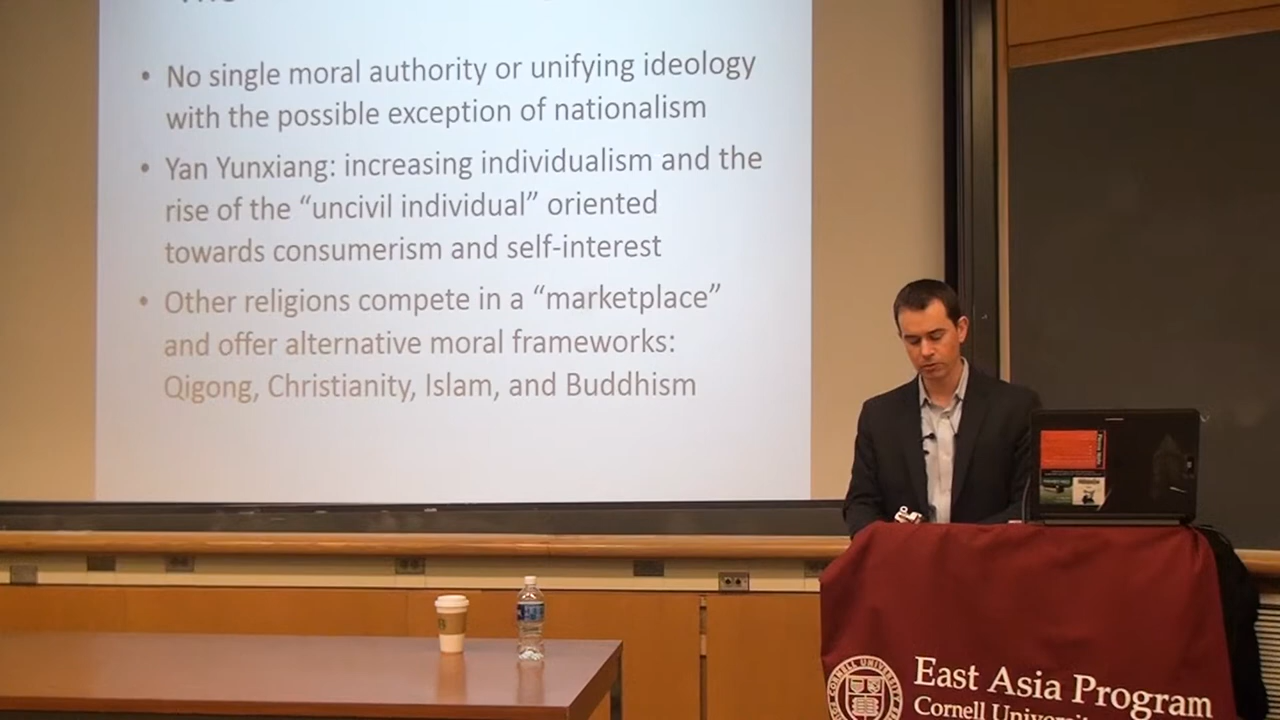 • No single moral authority or unifying ideology
with the possible exception of nationalism
• Yan Yunxiang: increasing individualism and the
rise of the “uncivil individual” oriented
towards consumerism and self-interest
• Other religions compete in a “marketplace”
and offer alternative moral frameworks:
Qigong, Christianity, Islam, and Buddhism
East Asia Program
Cornell